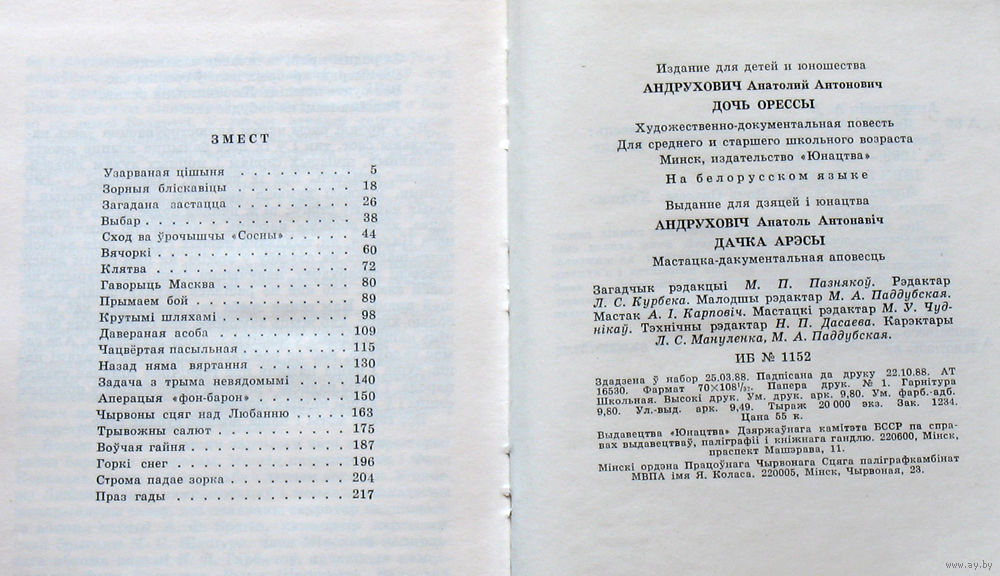 ЗМЕСТ
Узарваная цішыня . . . . . . . . . 5
Зорныя бліскавіцы . . . . . . . . . 18
Загадана застацца . . . . . . . . . 26
Выбар . . . . . . . . . . . . . . . 38
Сход ва ўрочышчы «Сосны» . . . . . 44
Вячоркі . . . . . . . . . . . . . . 60
Клятва . . . . . . . . . . . . . . 72
Гаворыць Масква . . . . . . . . . . 80
Прымаем бой . . . . . . . . . . . . 89
Крутымі шляхамі . . . . . . . . . . 98
Давераная асоба . . . . . . . . . . 109
Чацвёртая пасыльная . . . . . . . . 115
Назад няма вяртання . . . . . . . . 130
Задача з трыма невядомымі . . . . . 140
Аперацыя «фон-барон» . . . . . . . 150
Чырвоны сцяг над Любанню . . . . . 163
Трывожны салют . . . . . . . . . . 175
Воўчая гайня . . . . . . . . . . . 187
Горкі снег . . . . . . . . . . . . 196
Строма падае зорка . . . . . . . . 204
Праз гады . . . . . . . . . . . . . 217
Издание для детей и юношества
АНДРУХОВИЧ Анатолий Антонович
ДОЧЬ ОРЕССЫ
Художественно-документальная повесть
Для среднего и старшего школьного возраста
Минск, издательство «Юнацтва»
На белорусском языке
Выданне для дзяцей і юнацтва
АНДРУХОВІЧ Анатоль Антонавіч
ДАЧКА АРЭСЫ
Мастацка-дакументальная аповесць
Загадчык рэдакцыі М. П. Пазнякоў. Рэдактар
Л. С. Курбека. Малодшы рэдактар М. А. Паддубская.
Мастак А. І. Карповіч. Мастацкі рэдактар М. У. Чуд-
нікаў. Тэхнічны рэдактар Н. П. Дасаева. Карэктары
Л. С. Мануленка, М. А. Паддубская.
ИБ № 1152
Здадзена ў набор 25.03.88. Падпісана да друку 22.10.88. АТ
16530. Фармат 70×108¹/₃₂. Папера друк. № 1. Гарнітура
Школьная. Высокі друк. Ум. друк. арк. 9,80. Ум. фарб.-адб.
9,80. Ул.-выд. арк. 9,49. Тыраж 20 000 экз. Зак. 1234.
Цана 55 к.
Выдавецтва «Юнацтва» Дзяржаўнага камітэта БССР па спра-
вах выдавецтваў, паліграфіі і кніжнага гандлю. 220600, Мінск,
праспект Машэрава, 11.
Мінскі ордэна Працоўнага Чырвонага Сцяга паліграфкамбінат
МВПА імя Я. Коласа. 220005, Мінск, Чырвоная, 23.
www.ay.by